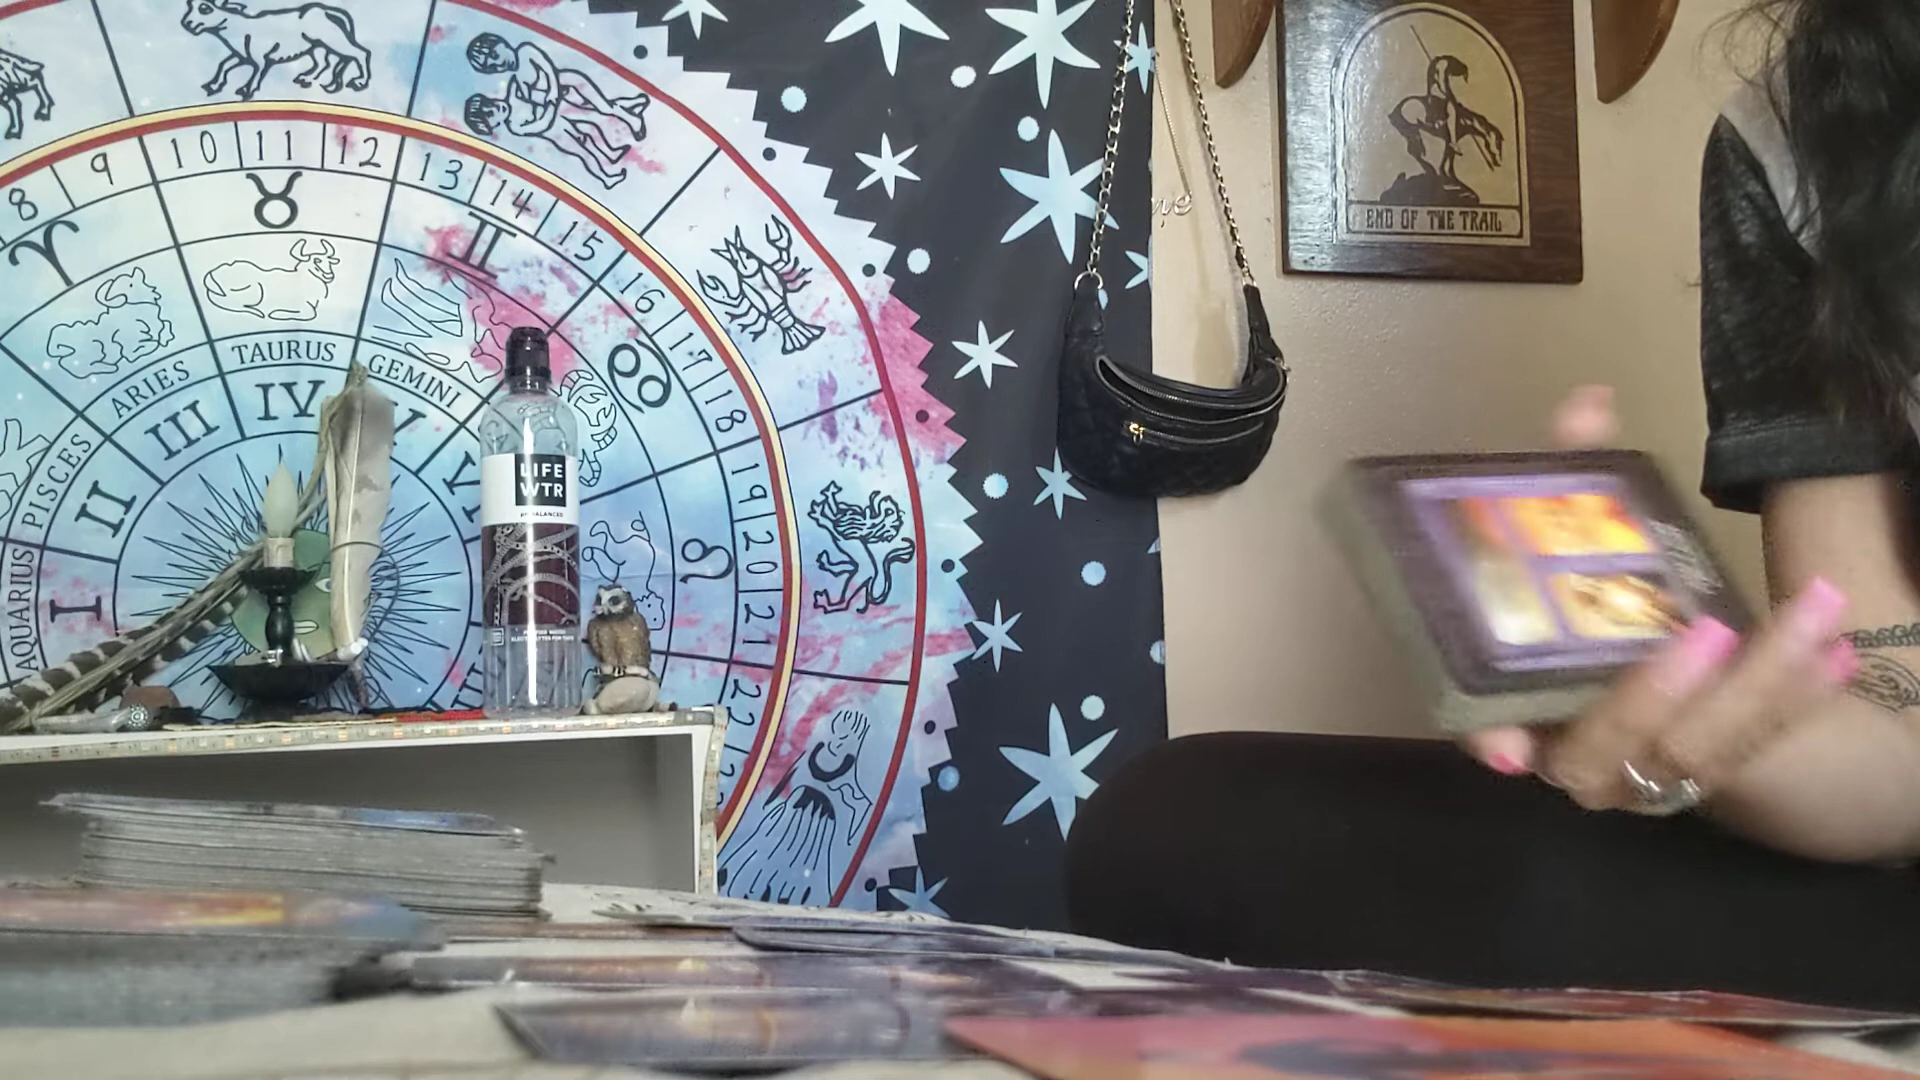 8
9
10
11
12
13
14
15
16
17
18
19
20
21
22
ARIES
TAURUS
GEMINI
PISCES
AQUARIUS
I
II
III
IV
V
LIFE
WTR
END OF THE TRAIL